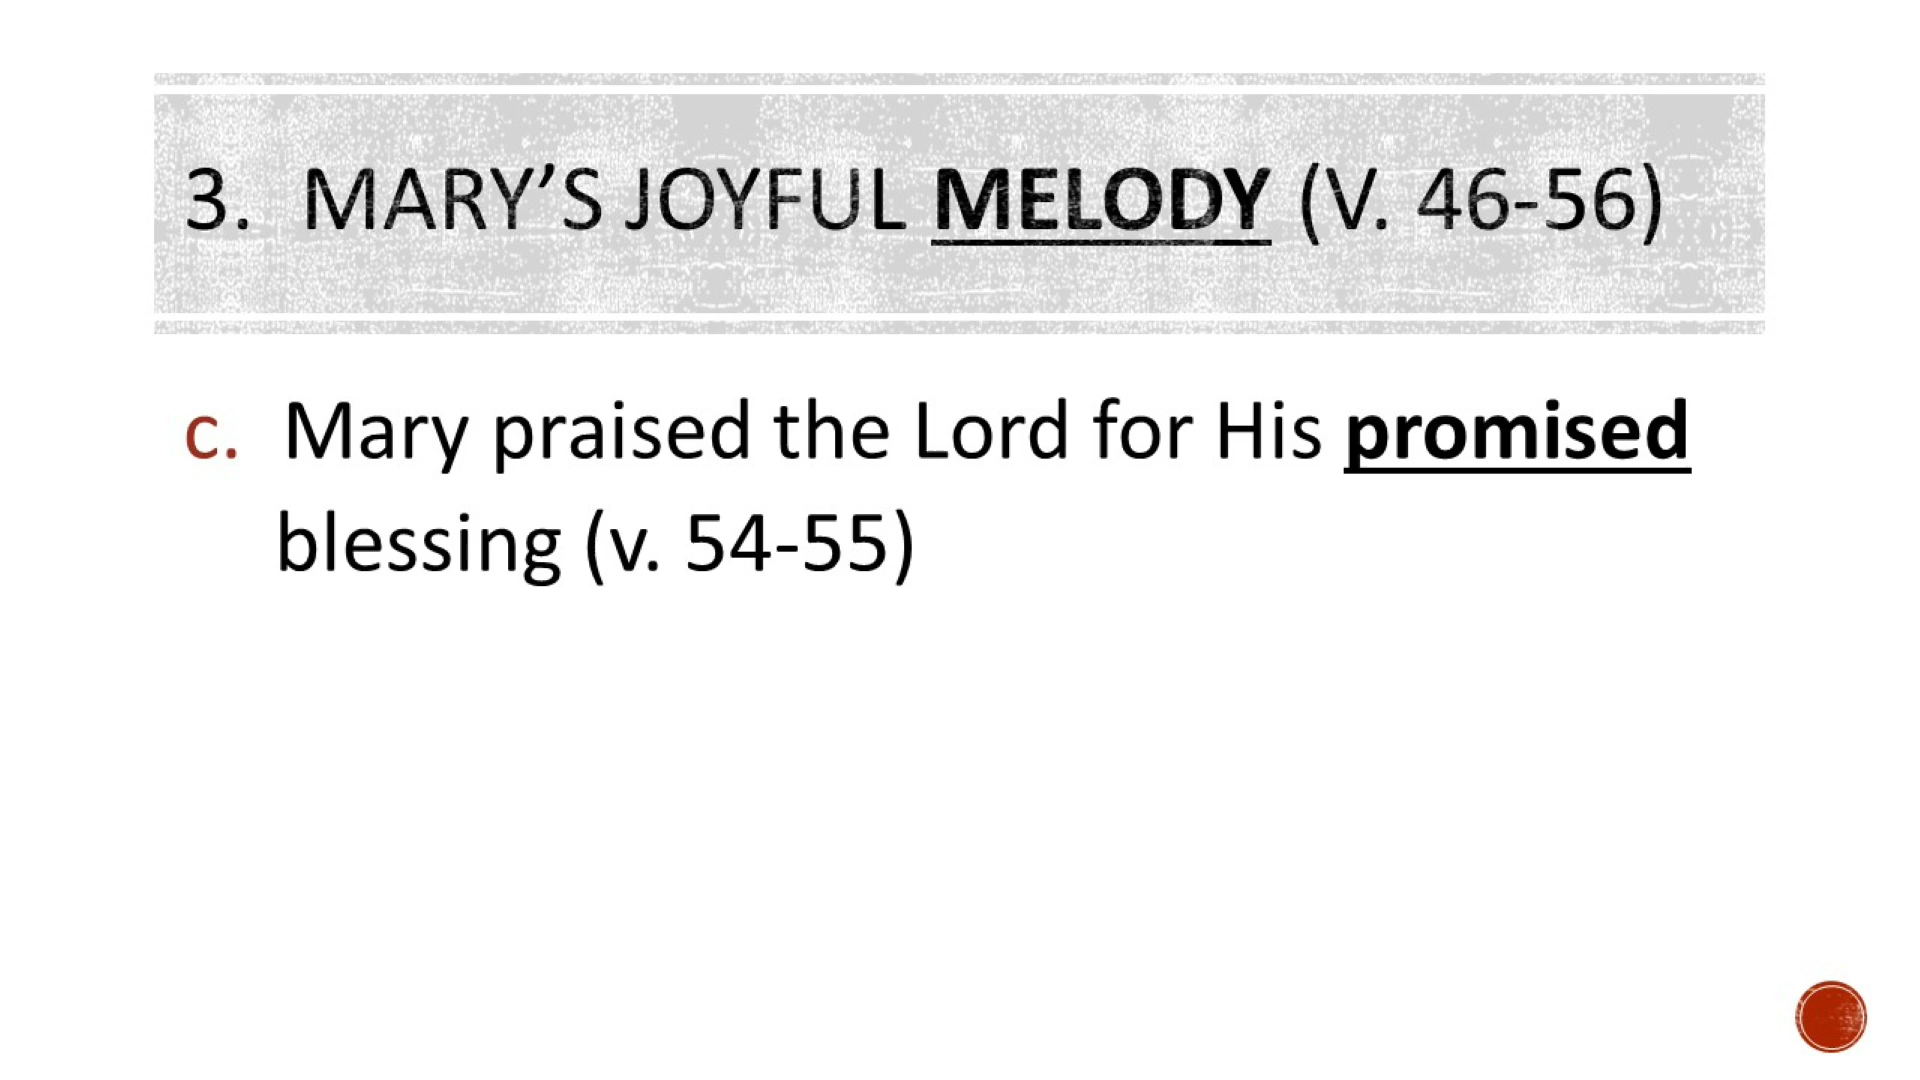 3. MARY’S JOYFUL MELODY (V. 46-56)
c. Mary praised the Lord for His promised
blessing (v. 54-55)